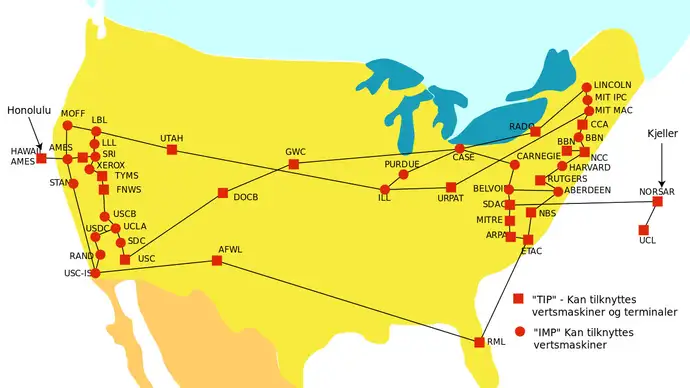 LINCOLN
MIT IPC
MIT MAC
Honolulu
MOFF
LBL
RADC
CCA
Kjeller
UTAH
BBN
BBN
LLL
HAWAII
AMES
AMES
SRI
GWC
PURDUE
CASE
CARNEGIE
NCC
XEROX
HARVARD
STAN
TYMS
FNWS
DOCB
ILL
URPAT
BELVOI
RUTGERS
ABERDEEN
NORSAR
SDAC
USCB
NBS
MITRE
USDC
UCLA
ARPA
SDC
UCL
RAND
USC
AFWL
ETAC
USC-IS
"TIP" - Kan tilknyttes
vertsmaskiner og terminaler
"IMP" Kan tilknyttes
vertsmaskiner
RML